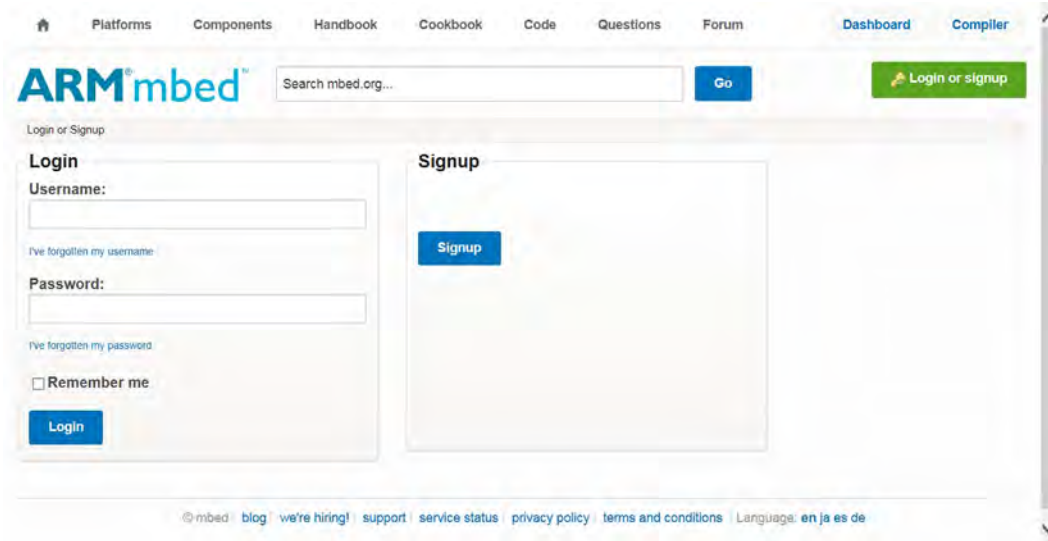 Platforms Components Handbook Cookbook Code Questions Forum Dashboard Compiler
ARM®mbed™ Search mbed.org... Go Login or signup
Login or Signup
Login
Username:
I've forgotten my username
Password:
I've forgotten my password
Remember me
Login
Signup
Signup
© mbed blog we're hiring! support service status privacy policy terms and conditions Language: en ja es de